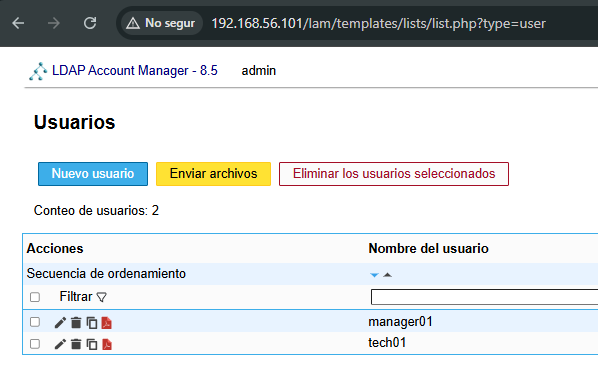 No segur 192.168.56.101/lam/templates/lists/list.php?type=user
LDAP Account Manager - 8.5 admin
Usuarios
Nuevo usuario Enviar archivos Eliminar los usuarios seleccionados
Conteo de usuarios: 2
Acciones Nombre del usuario
Secuencia de ordenamiento
Filtrar
manager01
tech01